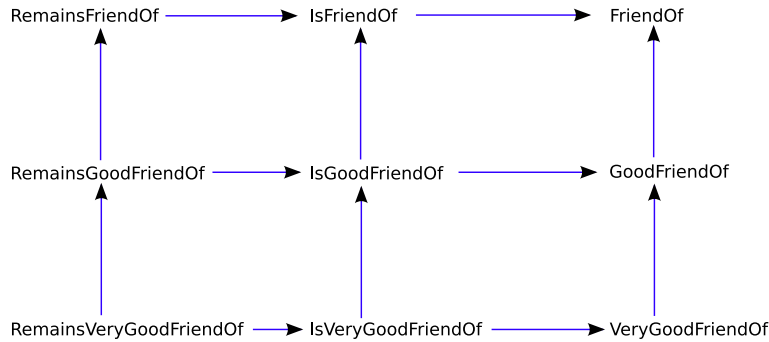 RemainsFriendOf IsFriendOf FriendOf
RemainsGoodFriendOf IsGoodFriendOf GoodFriendOf
RemainsVeryGoodFriendOf IsVeryGoodFriendOf VeryGoodFriendOf